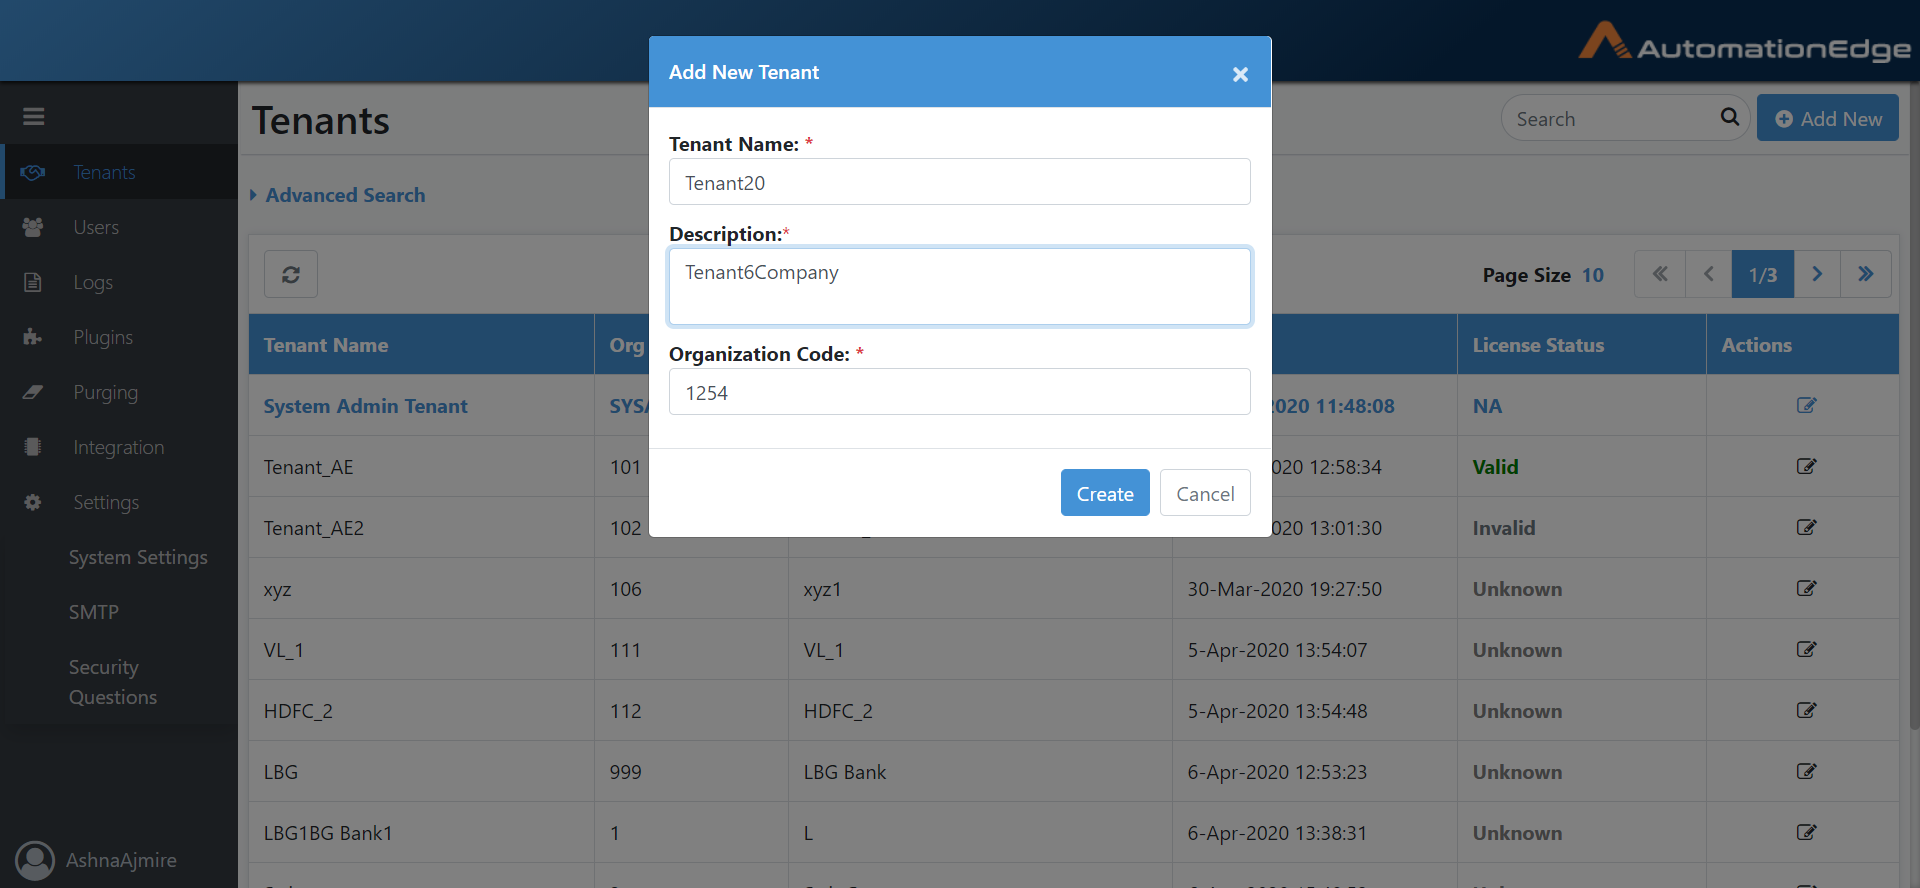 AutomationEdge
Add New Tenant
Tenants
Search
Add New
Tenant Name: *
Tenant20
Tenants
Advanced Search
Users
Description:*
Tenant6Company
Logs
Page Size 10
1/3
Plugins
Organization Code: *
1254
Tenant Name
Org
License Status
Actions
Purging
System Admin Tenant
020 11:48:08
NA
Integration
Tenant_AE
101
020 12:58:34
Valid
Settings
Create
Cancel
Tenant_AE2
102
020 13:01:30
Invalid
System Settings
xyz
106
xyz1
30-Mar-2020 19:27:50
Unknown
SMTP
VL_1
111
VL_1
5-Apr-2020 13:54:07
Unknown
Security
Questions
HDFC_2
112
HDFC_2
5-Apr-2020 13:54:48
Unknown
LBG
999
LBG Bank
6-Apr-2020 12:53:23
Unknown
LBG1BG Bank1
1
L
6-Apr-2020 13:38:31
Unknown
AshnaAjmire